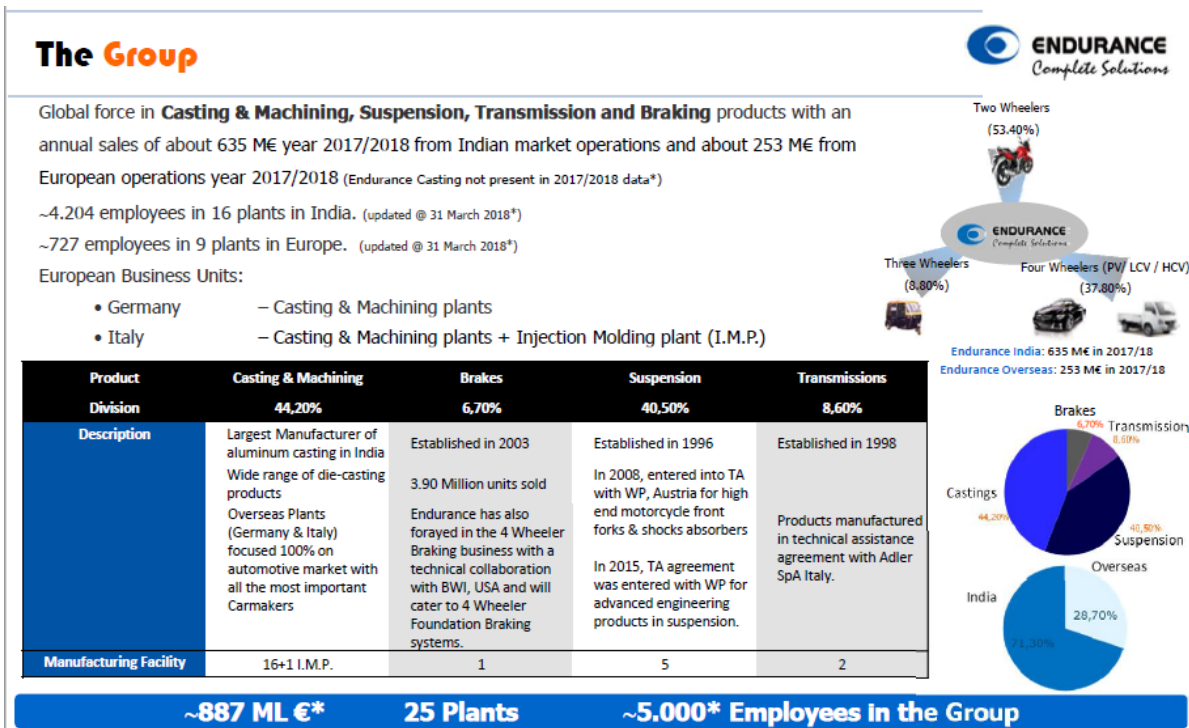 The Group
ENDURANCE
Complete Solutions
Global force in Casting & Machining, Suspension, Transmission and Braking products with an
annual sales of about 635 M€ year 2017/2018 from Indian market operations and about 253 M€ from
European operations year 2017/2018 (Endurance Casting not present in 2017/2018 data*)
~4.204 employees in 16 plants in India. (updated @ 31 March 2018*)
~727 employees in 9 plants in Europe. (updated @ 31 March 2018*)
European Business Units:
• Germany – Casting & Machining plants
• Italy – Casting & Machining plants + Injection Molding plant (I.M.P.)
Two Wheelers
(53.40%)
ENDURANCE
Complete Solutions
Three Wheelers
(8.80%)
Four Wheelers (PV/ LCV / HCV)
(37.80%)
Endurance India: 635 M€ in 2017/18
Endurance Overseas: 253 M€ in 2017/18
Product Casting & Machining Brakes Suspension Transmissions
Division 44,20% 6,70% 40,50% 8,60%
Description
Largest Manufacturer of
aluminum casting in India
Wide range of die-casting
products
Overseas Plants
(Germany & Italy)
focused 100% on
automotive market with
all the most important
Carmakers
Established in 2003
3.90 Million units sold
Endurance has also
forayed in the 4 Wheeler
Braking business with a
technical collaboration
with BWI, USA and will
cater to 4 Wheeler
Foundation Braking
systems.
Established in 1996
In 2008, entered into TA
with WP, Austria for high
end motorcycle front
forks & shocks absorbers
In 2015, TA agreement
was entered with WP for
advanced engineering
products in suspension.
Established in 1998
Products manufactured
in technical assistance
agreement with Adler
SpA Italy.
Manufacturing Facility 16+1 I.M.P. 1 5 2
Brakes
6,70%
Transmission
8,60%
Castings
44,20%
40,50%
Suspension
Overseas
India
28,70%
71,30%
~887 ML €* 25 Plants ~5.000* Employees in the Group